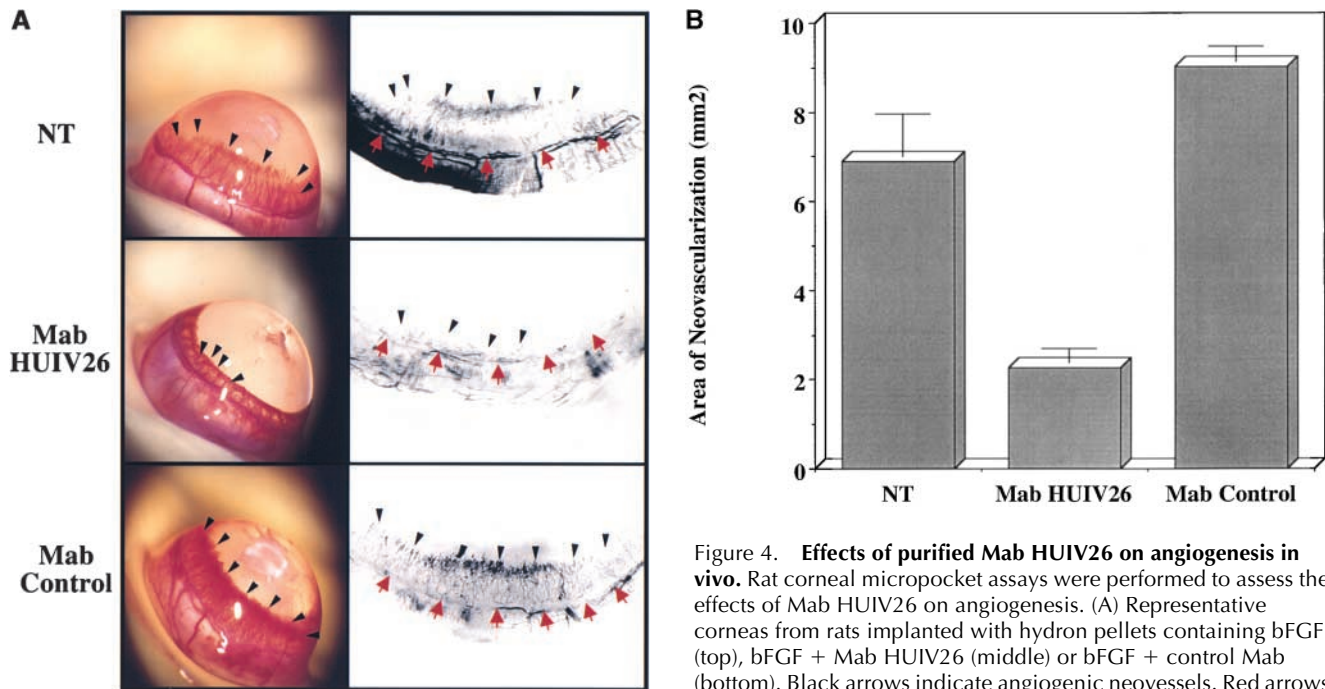 A
NT
Mab
HUIV26
Mab
Control
B
Area of Neovascularization (mm2)
10
8
6
4
2
0
NT
Mab HUIV26
Mab Control
Figure 4. Effects of purified Mab HUIV26 on angiogenesis in
vivo. Rat corneal micropocket assays were performed to assess the
effects of Mab HUIV26 on angiogenesis. (A) Representative
corneas from rats implanted with hydron pellets containing bFGF
(top), bFGF + Mab HUIV26 (middle) or bFGF + control Mab
(bottom). Black arrows indicate angiogenic neovessels. Red arrows